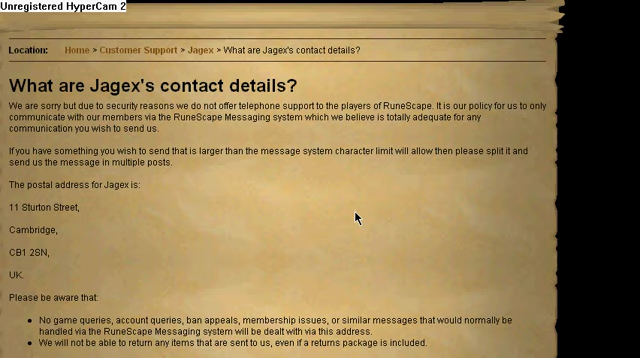 Unregistered HyperCam 2
Location: Home > Customer Support > Jagex > What are Jagex's contact details?
What are Jagex's contact details?
We are sorry but due to security reasons we do not offer telephone support to the players of RuneScape. It is our policy for us to only
communicate with our members via the RuneScape Messaging system which we believe is totally adequate for any
communication you wish to send us.
If you have something you wish to send that is larger than the message system character limit will allow then please split it and
send us the message in multiple posts.
The postal address for Jagex is:
11 Sturton Street,
Cambridge,
CB1 2SN,
UK.
Please be aware that:
• No game queries, account queries, ban appeals, membership issues, or similar messages that would normally be
handled via the RuneScape Messaging system will be dealt with via this address.
• We will not be able to return any items that are sent to us, even if a returns package is included.